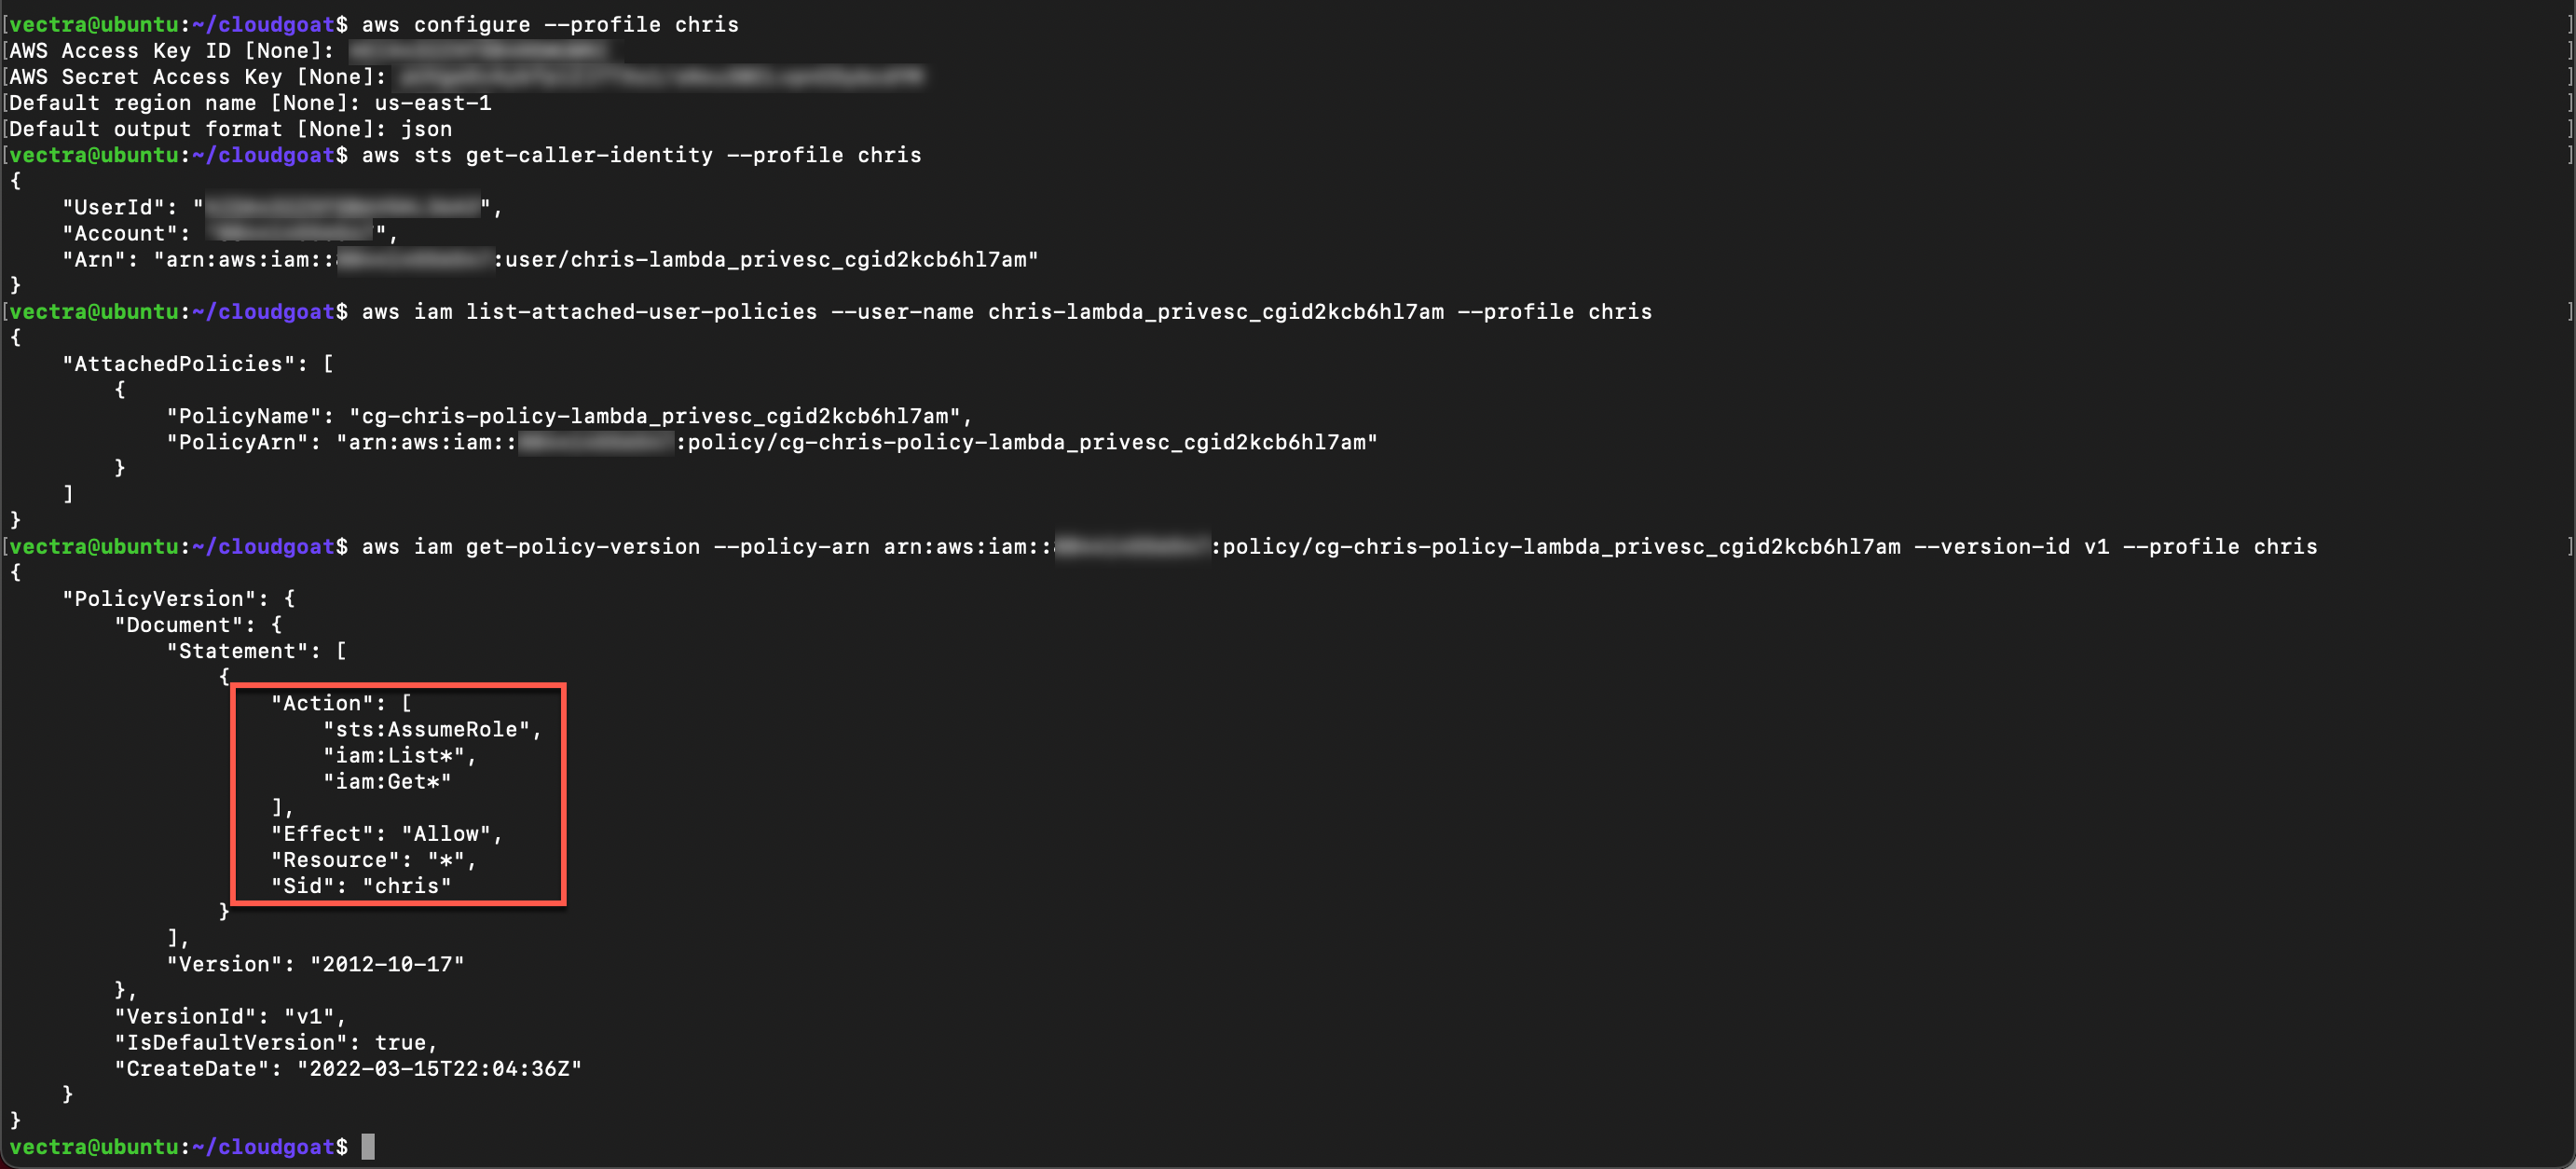 [vectra@ubuntu:~/cloudgoat$ aws configure --profile chris ]
[AWS Access Key ID [None]: ]
[AWS Secret Access Key [None]: ]
[Default region name [None]: us-east-1 ]
[Default output format [None]: json ]
[vectra@ubuntu:~/cloudgoat$ aws sts get-caller-identity --profile chris ]
{
    "UserId": "",
    "Account": ",
    "Arn": "arn:aws:iam:::user/chris-lambda_privesc_cgid2kcb6hl7am"
}
[vectra@ubuntu:~/cloudgoat$ aws iam list-attached-user-policies --user-name chris-lambda_privesc_cgid2kcb6hl7am --profile chris ]
{
    "AttachedPolicies": [
        {
            "PolicyName": "cg-chris-policy-lambda_privesc_cgid2kcb6hl7am",
            "PolicyArn": "arn:aws:iam:::policy/cg-chris-policy-lambda_privesc_cgid2kcb6hl7am"
        }
    ]
}
[vectra@ubuntu:~/cloudgoat$ aws iam get-policy-version --policy-arn arn:aws:iam:::policy/cg-chris-policy-lambda_privesc_cgid2kcb6hl7am --version-id v1 --profile chris ]
{
    "PolicyVersion": {
        "Document": {
            "Statement": [
                {
                    "Action": [
                        "sts:AssumeRole",
                        "iam:List*",
                        "iam:Get*"
                    ],
                    "Effect": "Allow",
                    "Resource": "*",
                    "Sid": "chris"
                }
            ],
            "Version": "2012-10-17"
        },
        "VersionId": "v1",
        "IsDefaultVersion": true,
        "CreateDate": "2022-03-15T22:04:36Z"
    }
}
vectra@ubuntu:~/cloudgoat$